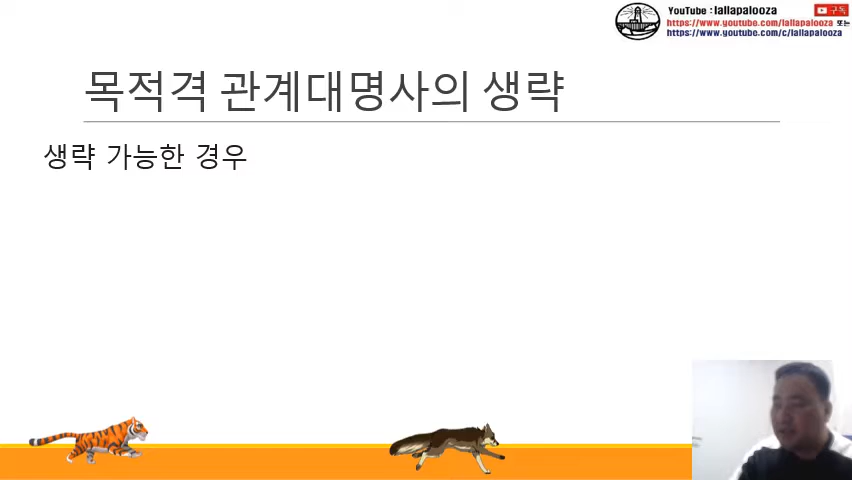 YouTube : lallapalooza
구독
https://www.youtube.com/lallapalooza 또는
https://www.youtube.com/c/lallapalooza
목적격 관계대명사의 생략
생략 가능한 경우